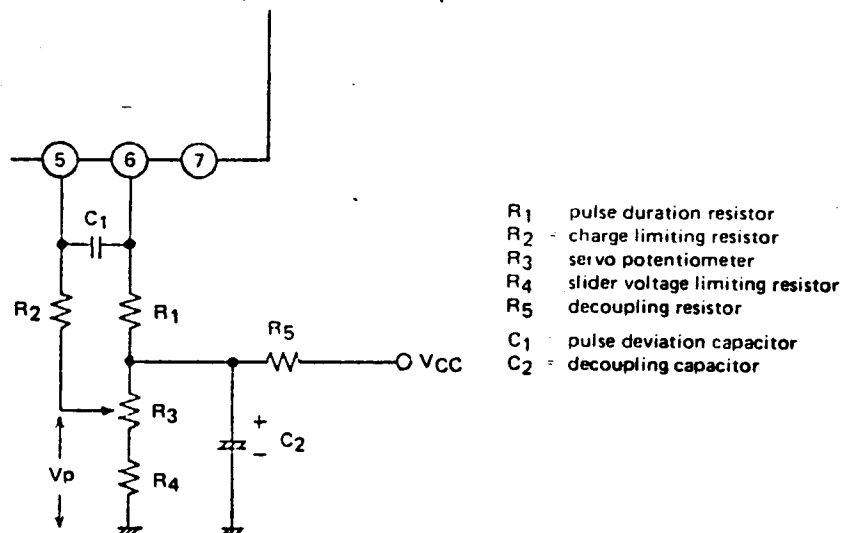 5 6 7
C1
R2 R1
R5
VCC
R3
+
C2
-
Vp
R4
R1 pulse duration resistor
R2 - charge limiting resistor
R3 servo potentiometer
R4 slider voltage limiting resistor
R5 decoupling resistor
C1 pulse deviation capacitor
C2 - decoupling capacitor